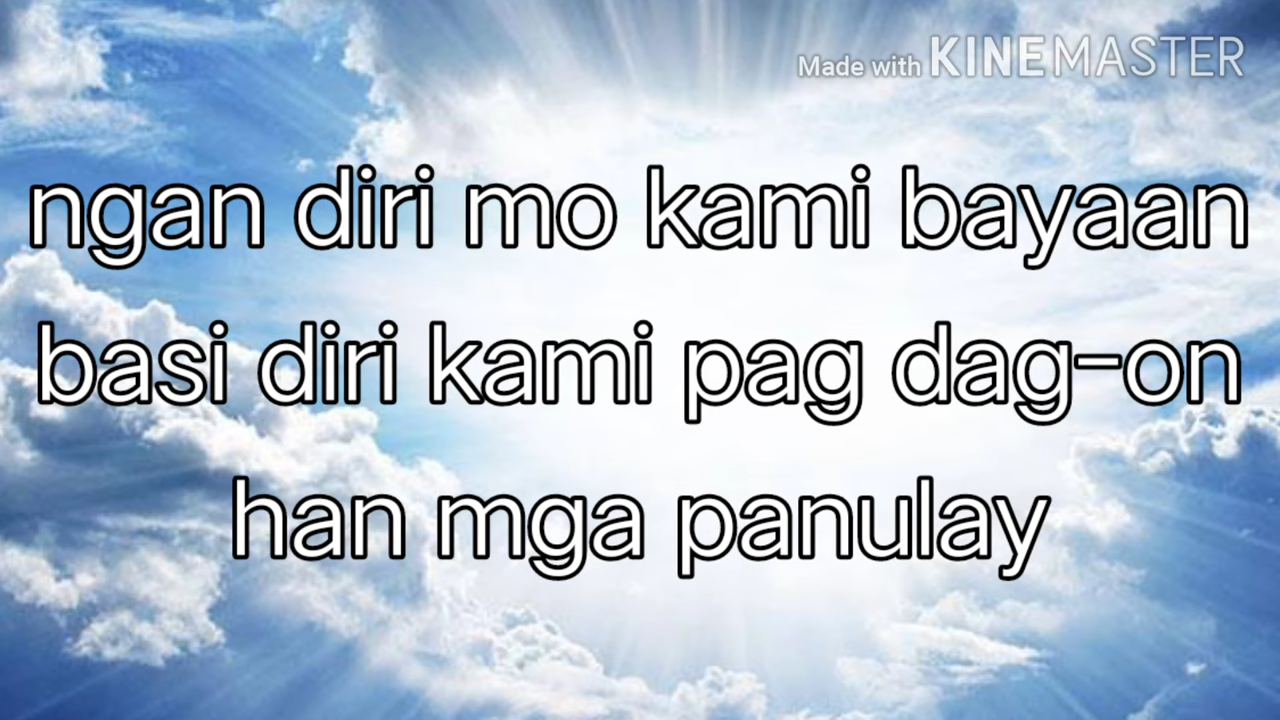 Made with KINEMASTER
ngan diri mo kami bayaan
basi diri kami pag dag-on
han mga panulay